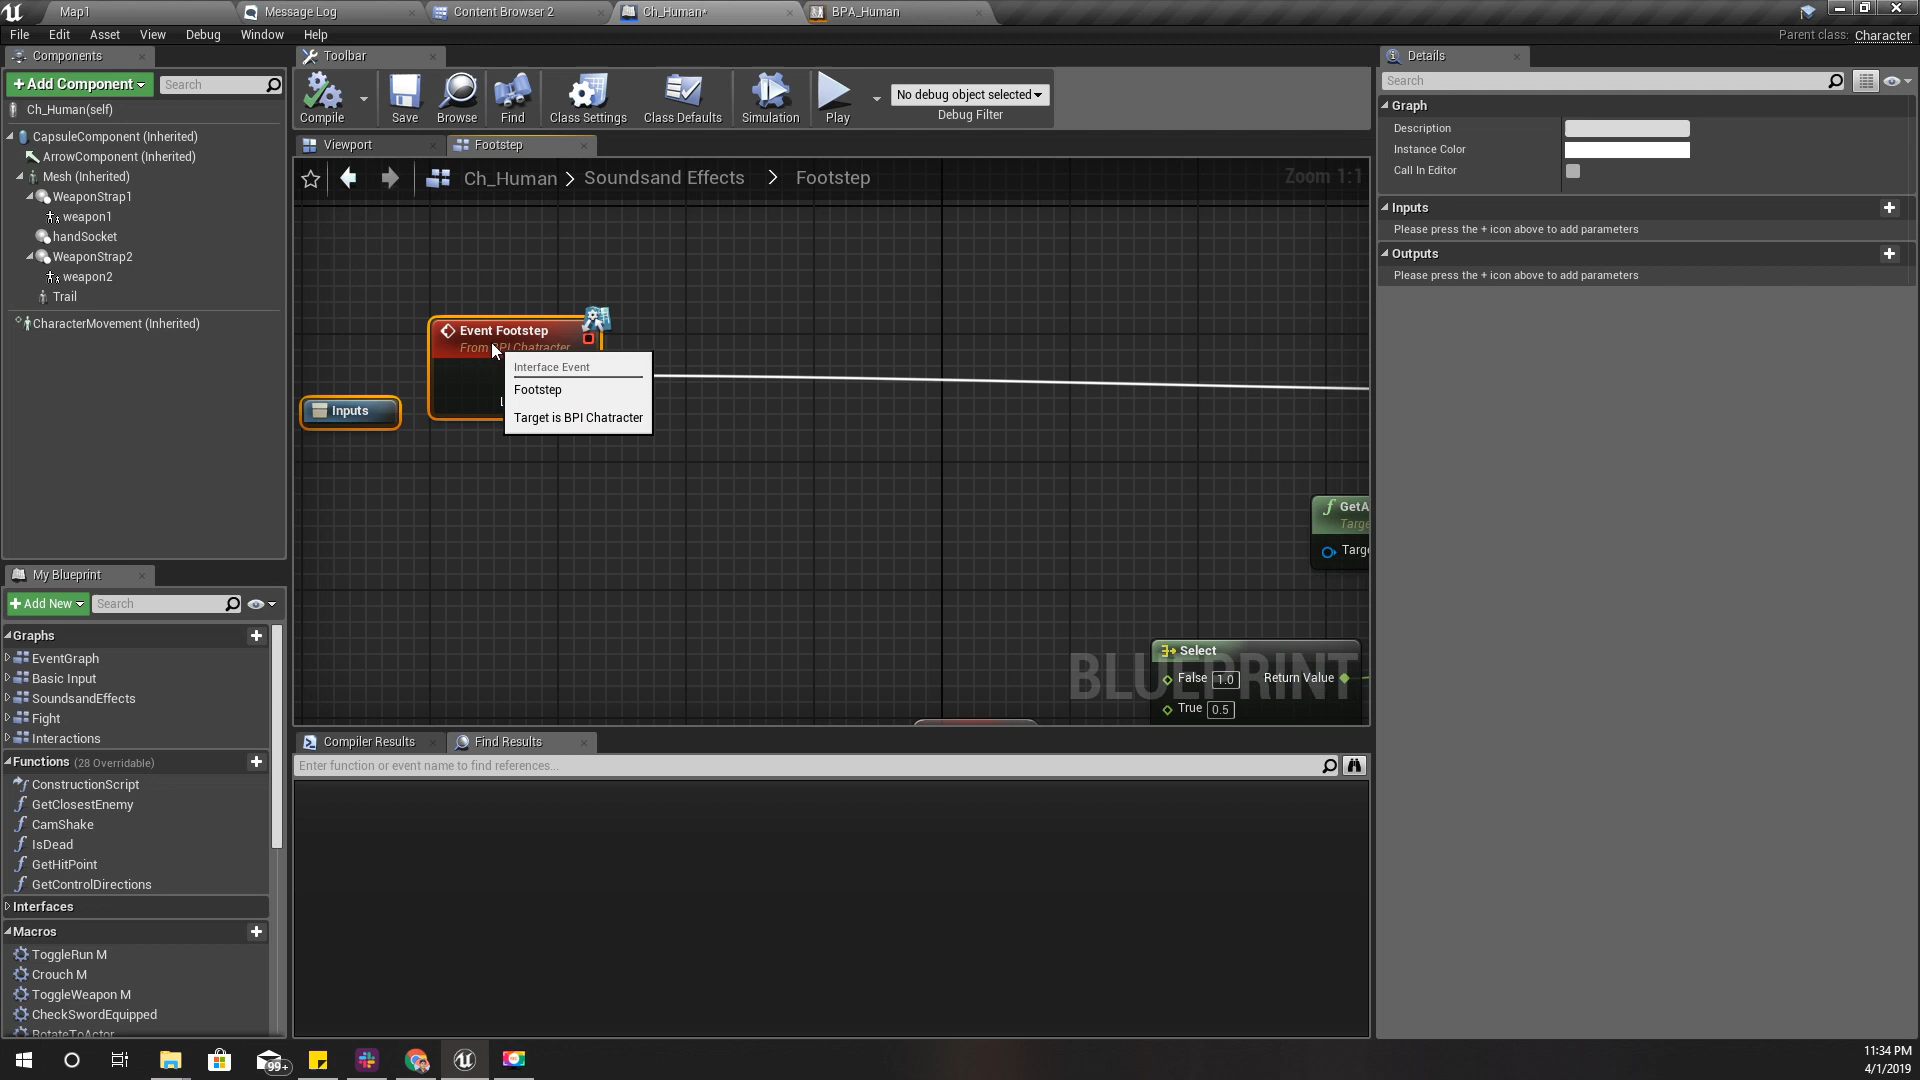 Map1
Message Log
Content Browser 2
Ch_Human*
BPA_Human
File Edit Asset View Debug Window Help
Parent class: Character
Components
+Add Component
Search
Ch_Human(self)
CapsuleComponent (Inherited)
ArrowComponent (Inherited)
Mesh (Inherited)
WeaponStrap1
weapon1
handSocket
WeaponStrap2
weapon2
Trail
CharacterMovement (Inherited)
My Blueprint
+Add New
Search
Graphs
EventGraph
Basic Input
SoundsandEffects
Fight
Interactions
Functions (28 Overridable)
ConstructionScript
GetClosestEnemy
CamShake
IsDead
GetHitPoint
GetControlDirections
Interfaces
Macros
ToggleRun M
Crouch M
ToggleWeapon M
CheckSwordEquipped
RotateToActor
Toolbar
Compile
Save
Browse
Find
Class Settings
Class Defaults
Simulation
Play
No debug object selected
Debug Filter
Viewport
Footstep
Ch_Human > Soundsand Effects > Footstep
Zoom 1:1
Event Footstep
From BPI Chatracter
Inputs
Interface Event
Footstep
Target is BPI Chatracter
GetA
Targe
Targe
Select
False 1.0 Return Value
True 0.5
BLUEPRINT
Compiler Results
Find Results
Enter function or event name to find references...
Details
Search
Graph
Description
Instance Color
Call In Editor
Inputs
Please press the + icon above to add parameters
Outputs
Please press the + icon above to add parameters
99+
11:34 PM
4/1/2019